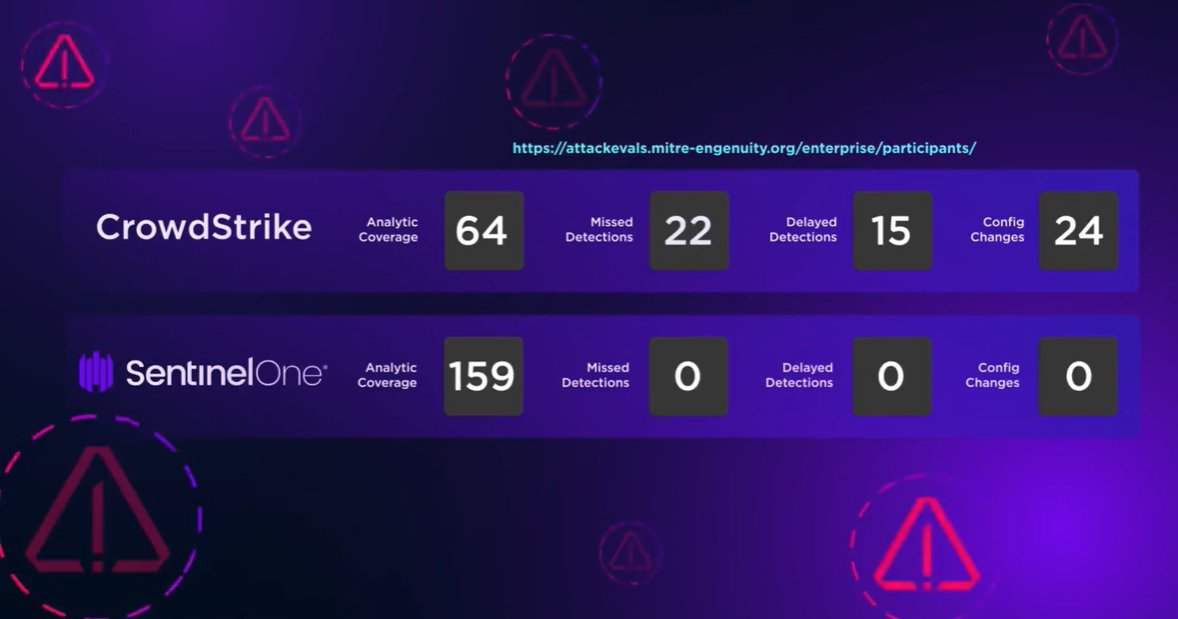 https://attackevals.mitre-engenuity.org/enterprise/participants/
CrowdStrike
Analytic
Coverage
64
Missed
Detections
22
Delayed
Detections
15
Config
Changes
24
SentinelOne®
Analytic
Coverage
159
Missed
Detections
0
Delayed
Detections
0
Config
Changes
0